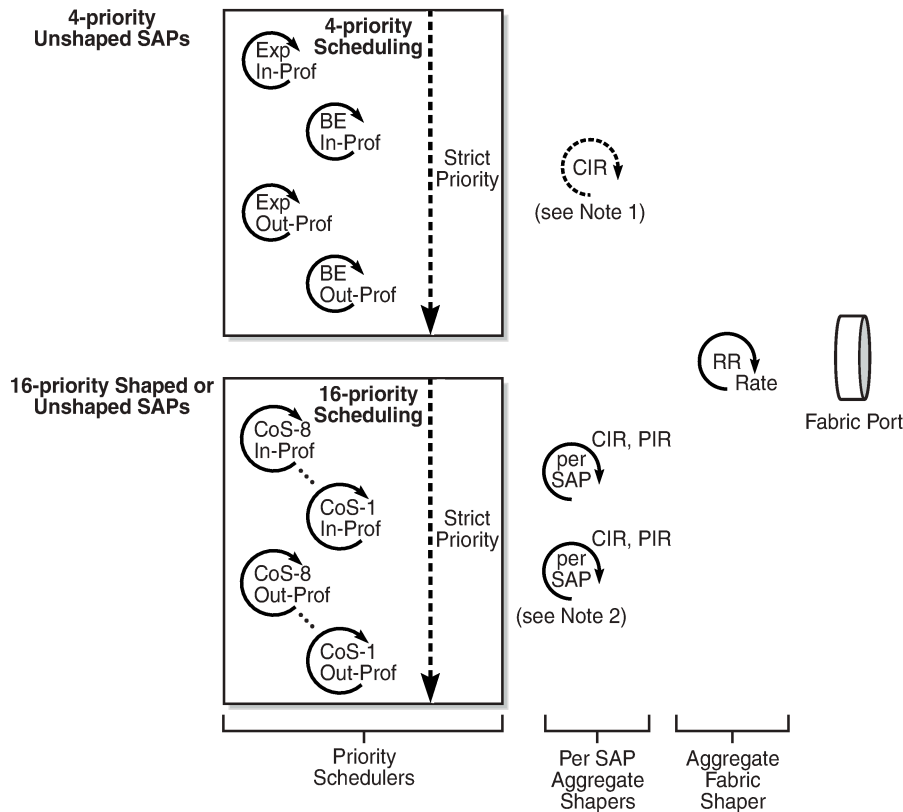 4-priority
Unshaped SAPs
4-priority
Scheduling
Exp
In-Prof
BE
In-Prof
Strict
Priority
Exp
Out-Prof
BE
Out-Prof
CIR
(see Note 1)
RR
Rate
Fabric Port
16-priority Shaped or
Unshaped SAPs
16-priority
Scheduling
CoS-8
In-Prof
CoS-1
In-Prof
Strict
Priority
CoS-8
Out-Prof
CoS-1
Out-Prof
CIR, PIR
per
SAP
CIR, PIR
per
SAP
(see Note 2)
Priority
Schedulers
Per SAP
Aggregate
Shapers
Aggregate
Fabric
Shaper